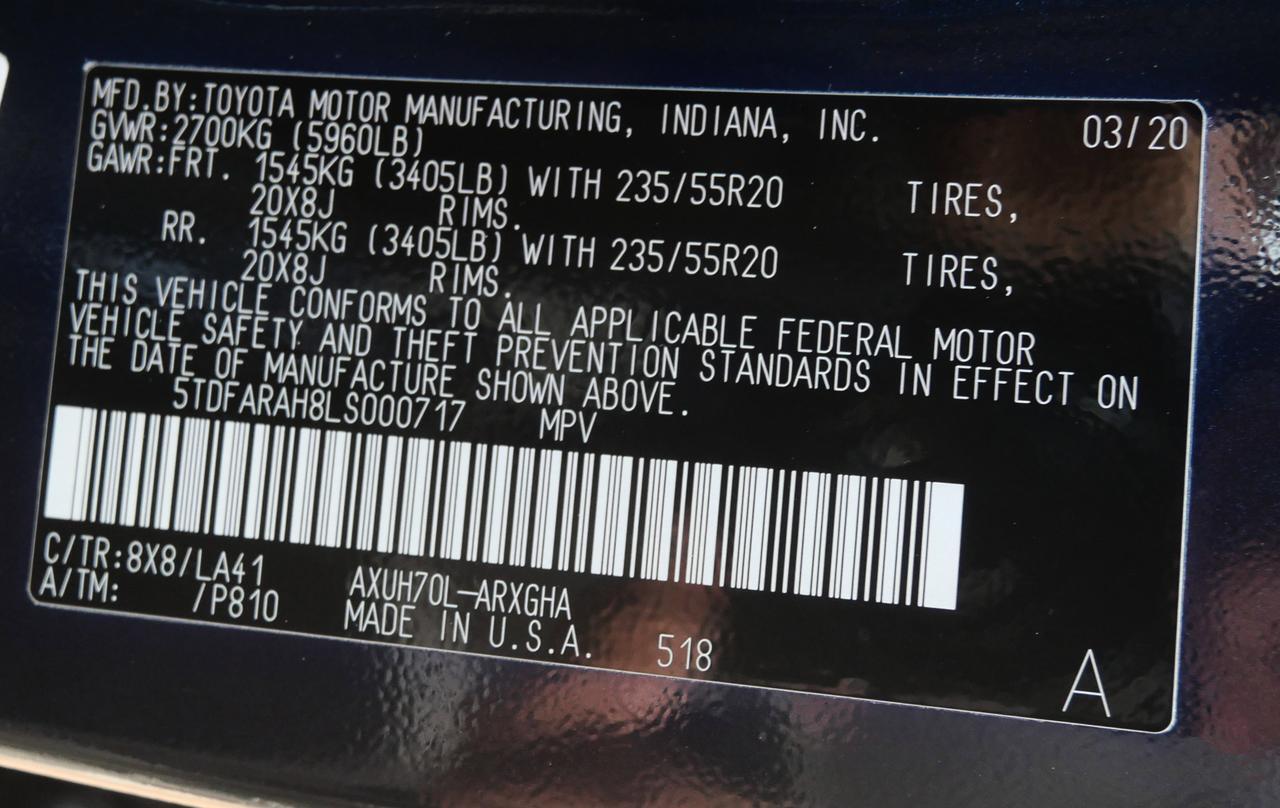 MFD.BY:TOYOTA MOTOR MANUFACTURING, INDIANA, INC. 03/20
GVWR:2700KG (5960LB)
GAWR:FRT. 1545KG (3405LB) WITH 235/55R20 TIRES,
20X8J RIMS.
RR. 1545KG (3405LB) WITH 235/55R20 TIRES,
20X8J RIMS.
THIS VEHICLE CONFORMS TO ALL APPLICABLE FEDERAL MOTOR
VEHICLE SAFETY AND THEFT PREVENTION STANDARDS IN EFFECT ON
THE DATE OF MANUFACTURE SHOWN ABOVE.
5TDFARAH8LS000717 MPV
C/TR:8X8/LA41 AXUH70L-ARXGHA
A/TM: /P810 MADE IN U.S.A. 518
A